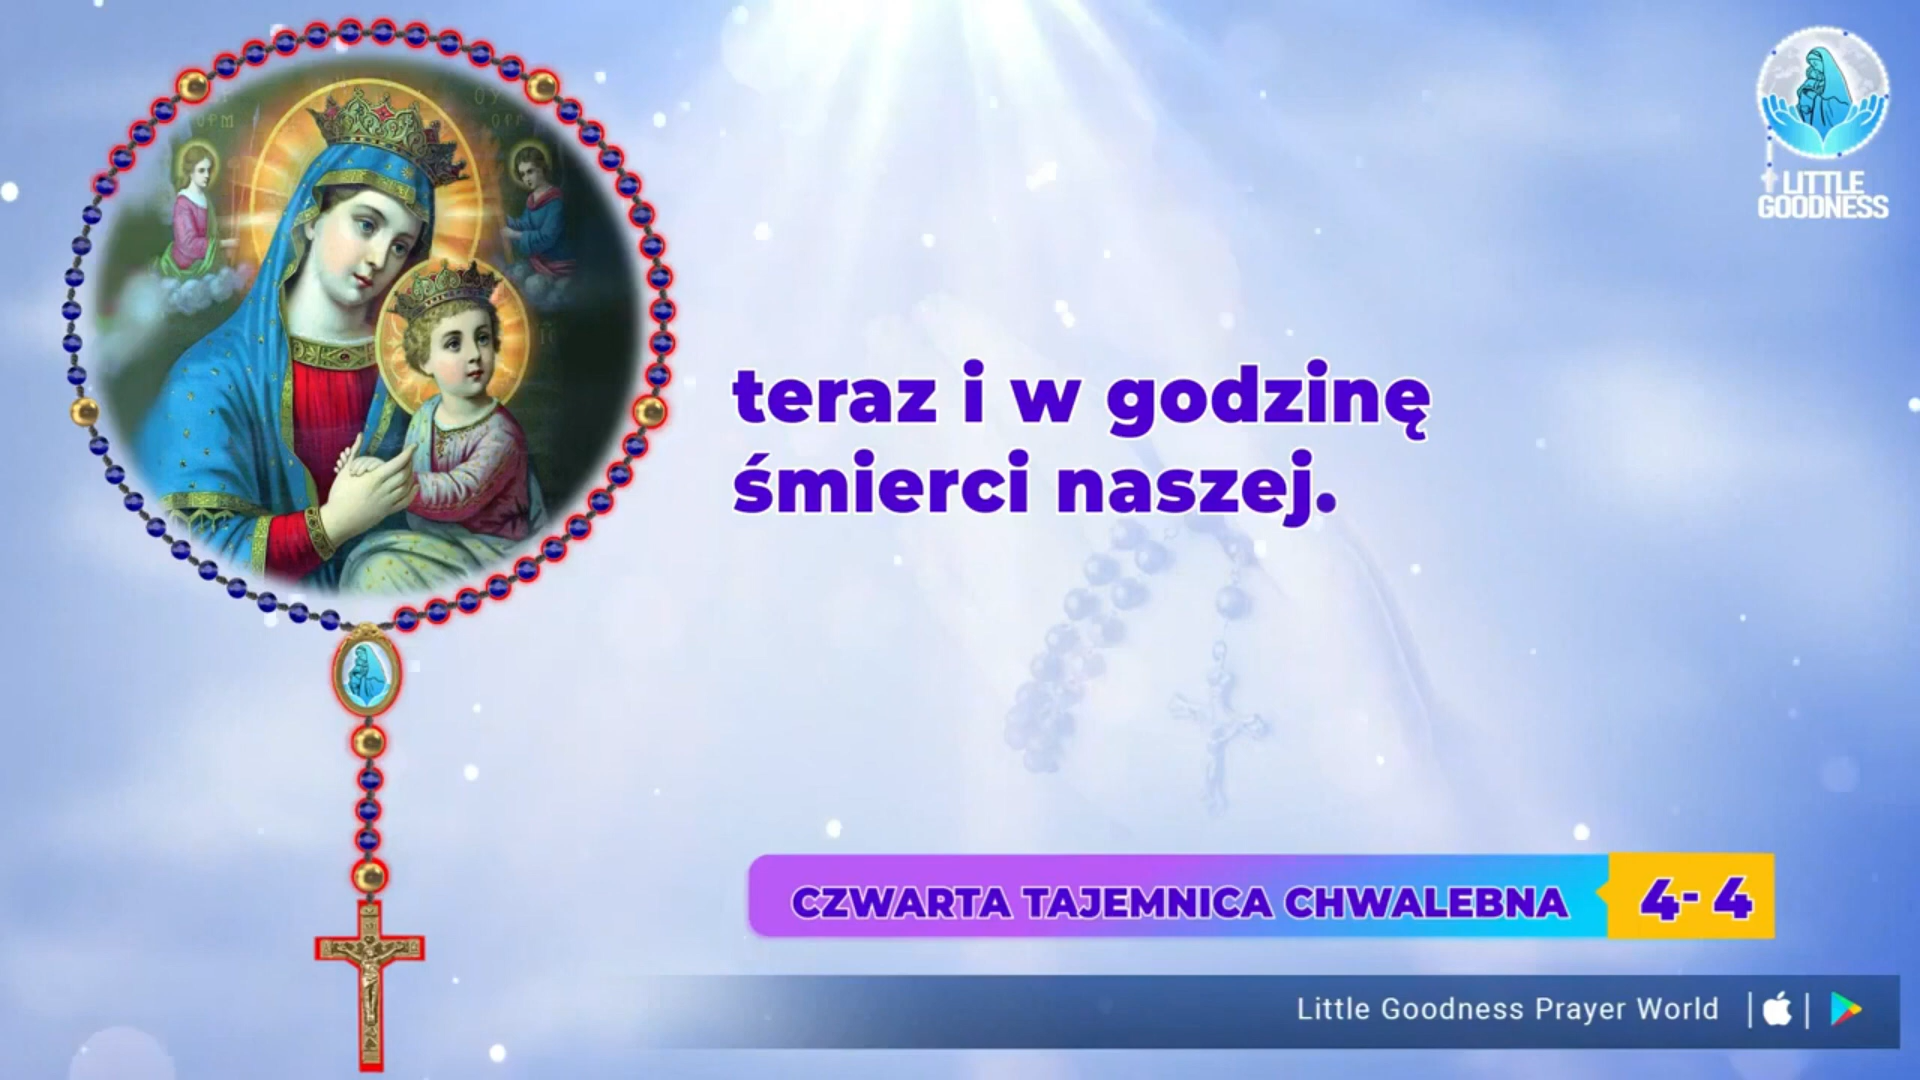 LITTLE
GOODNESS
teraz i w godzinę
śmierci naszej.
CZWARTA TAJEMNICA CHWALEBNA
4- 4
Little Goodness Prayer World